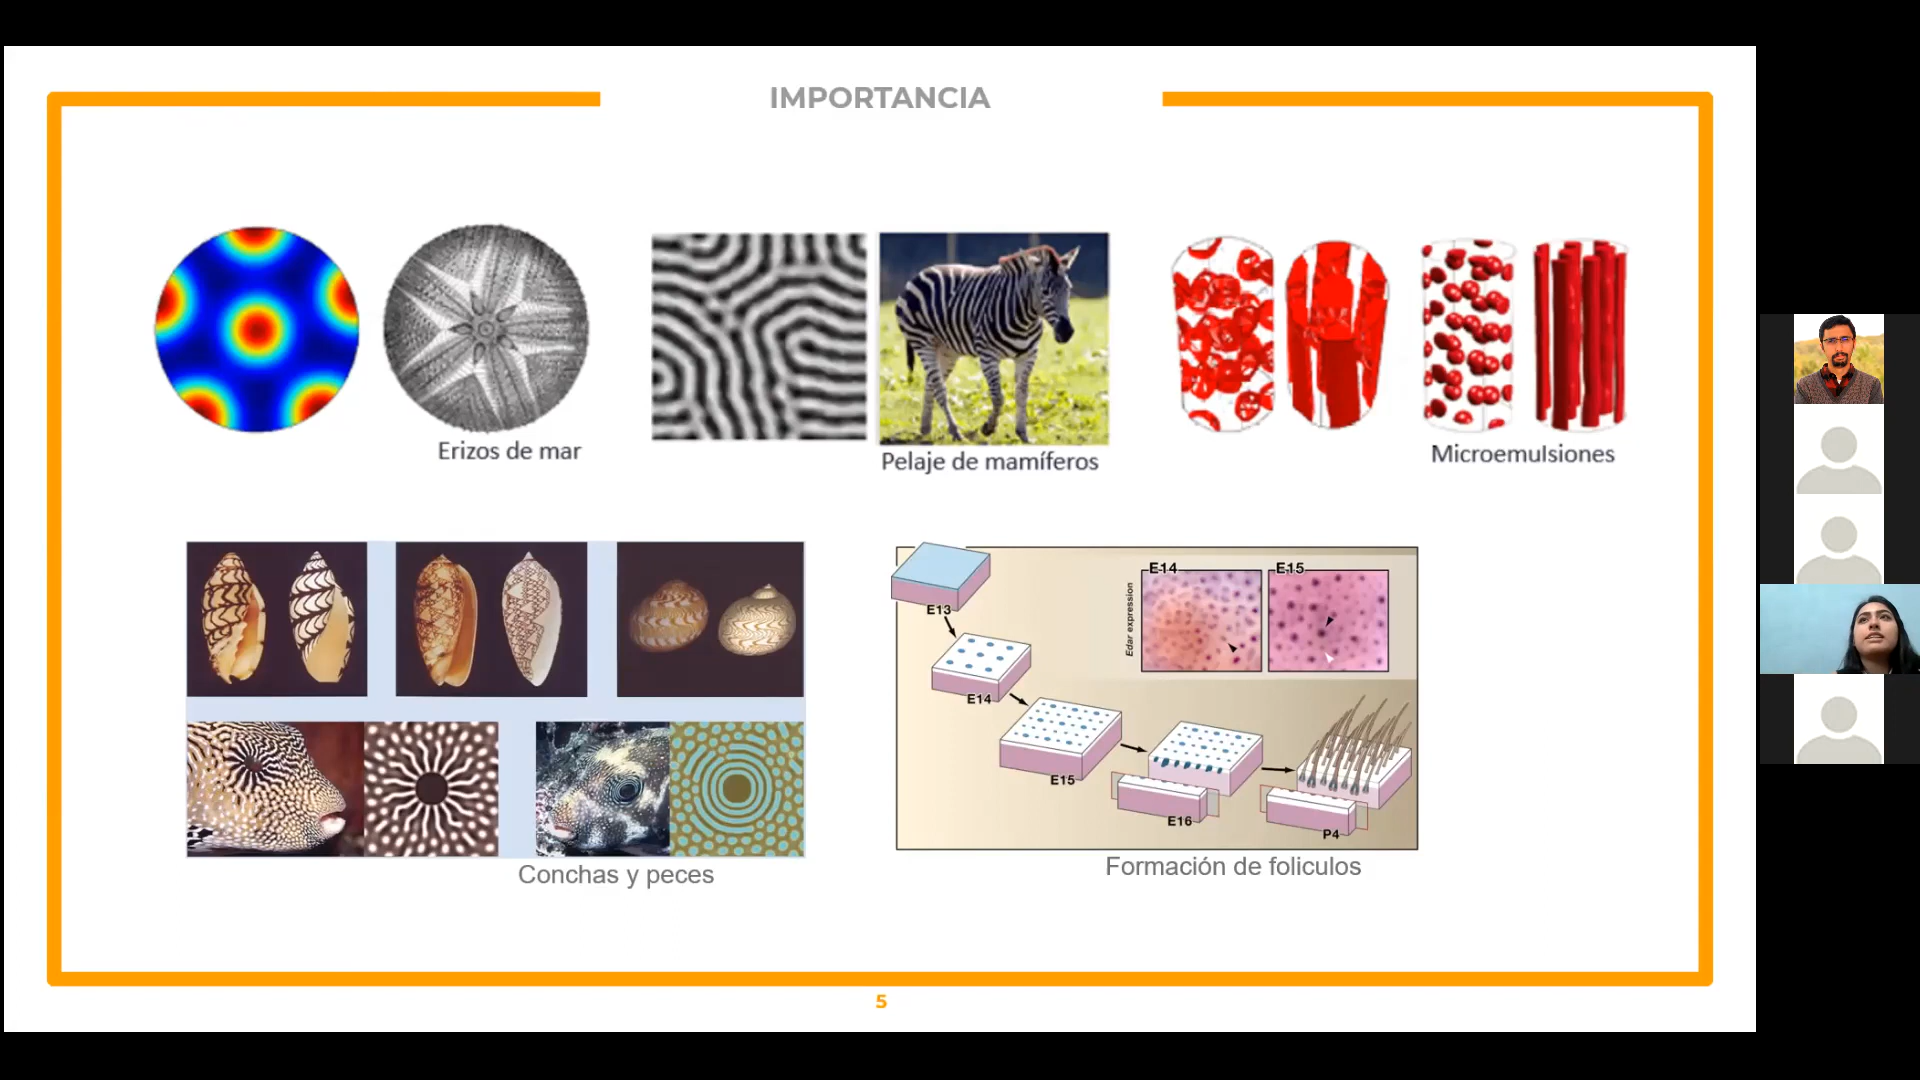 IMPORTANCIA
Erizos de mar
Pelaje de mamíferos
Microemulsiones
Conchas y peces
E13
E14
E15
E16
P4
Edar expression
E14
E15
Formación de foliculos
5